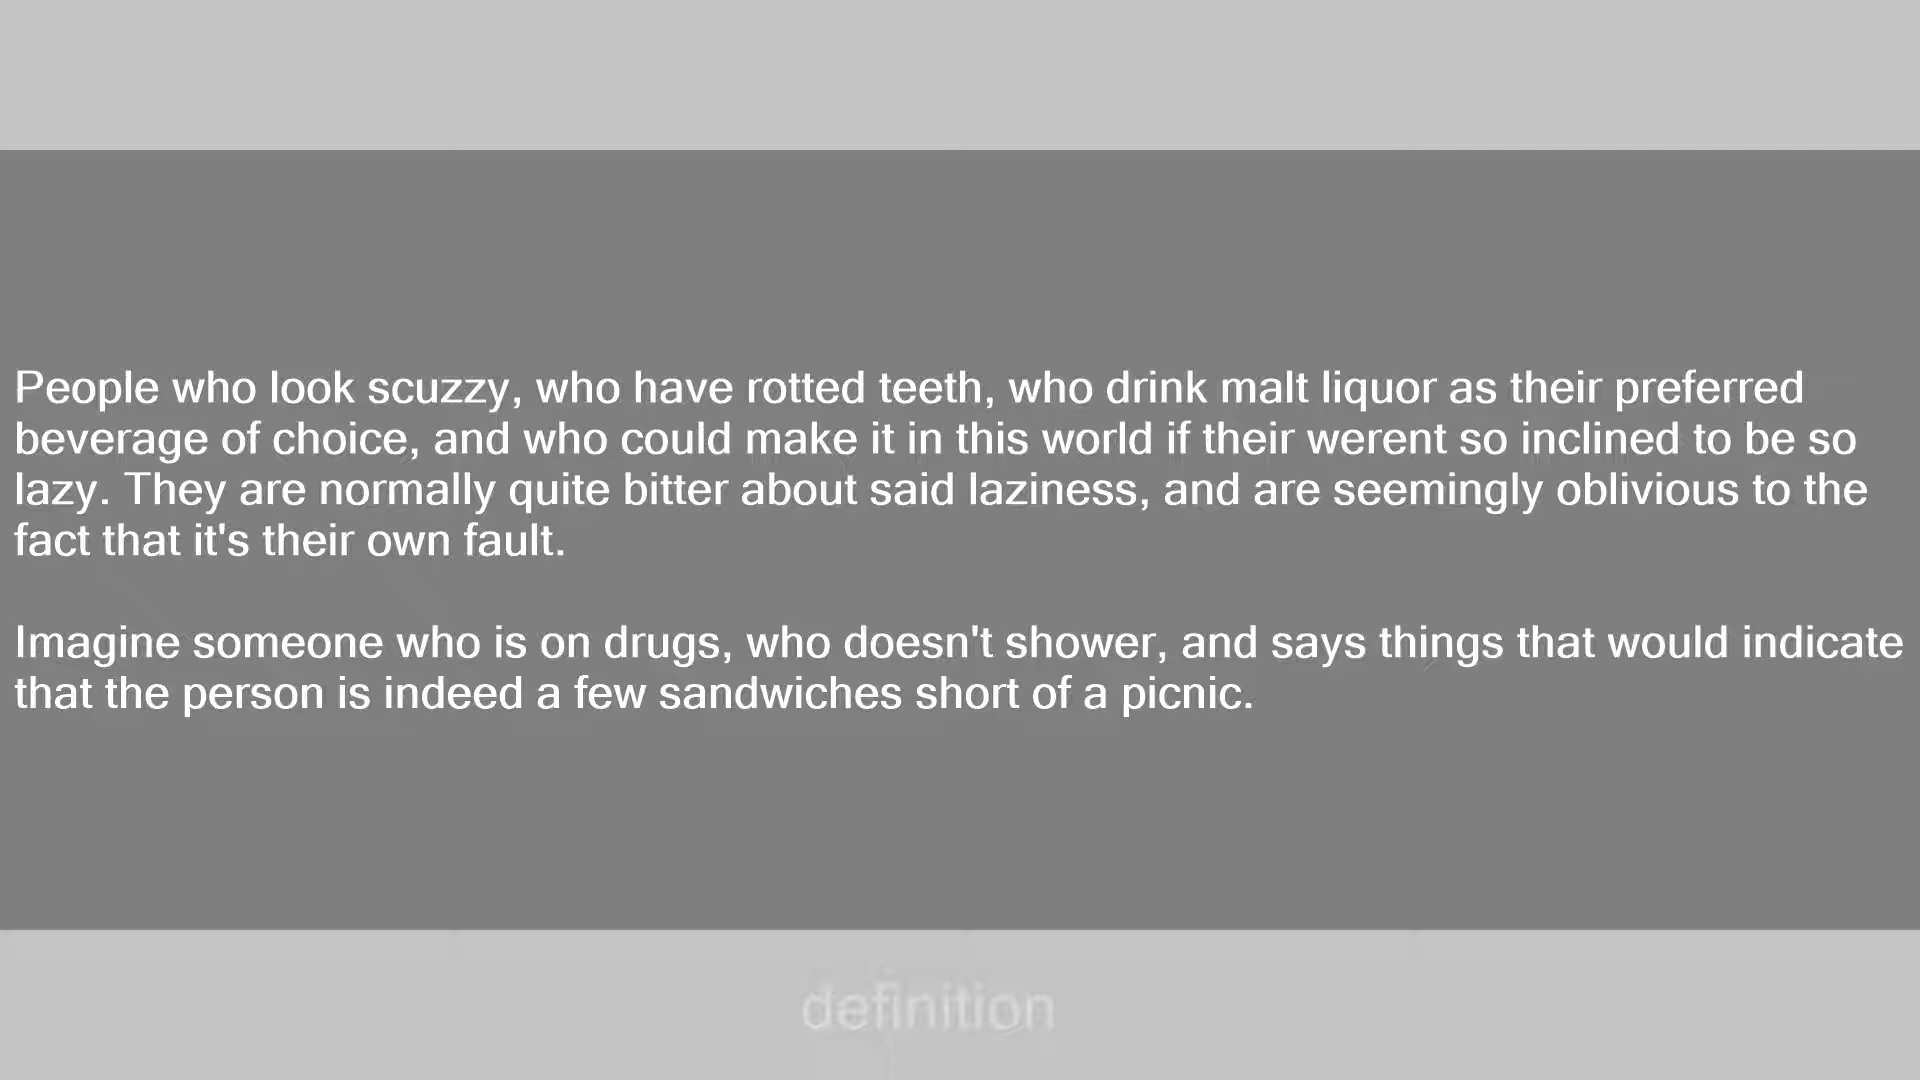 People who look scuzzy, who have rotted teeth, who drink malt liquor as their preferred
beverage of choice, and who could make it in this world if their werent so inclined to be so
lazy. They are normally quite bitter about said laziness, and are seemingly oblivious to the
fact that it's their own fault.
Imagine someone who is on drugs, who doesn't shower, and says things that would indicate
that the person is indeed a few sandwiches short of a picnic.
definition